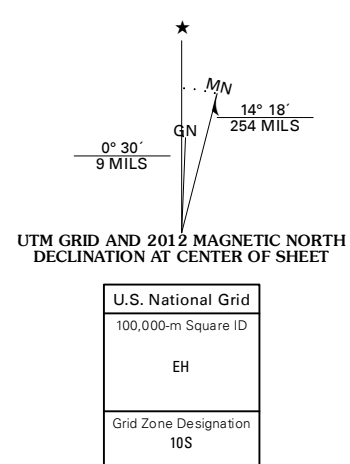 ★
MN
14° 18´
254 MILS
GN
0° 30´
9 MILS
UTM GRID AND 2012 MAGNETIC NORTH
DECLINATION AT CENTER OF SHEET
U.S. National Grid
100,000-m Square ID
EH
Grid Zone Designation
10S